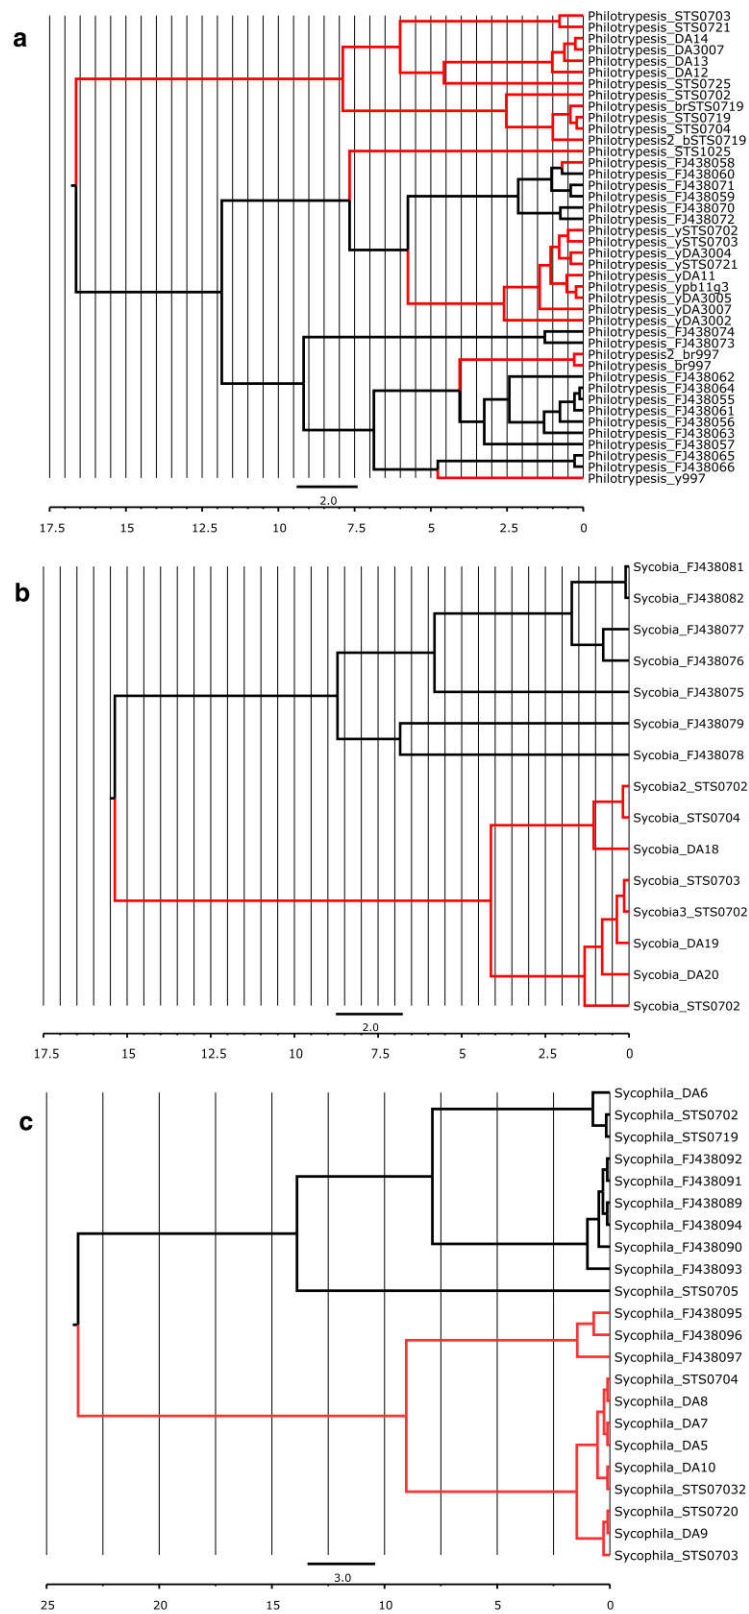 a
Philotrypesis_STS0703
Philotrypesis_STS0721
Philotrypesis_DA14
Philotrypesis_DA3007
Philotrypesis_DA13
Philotrypesis_DA12
Philotrypesis_STS0725
Philotrypesis_STS0702
Philotrypesis_brSTS0719
Philotrypesis_STS0719
Philotrypesis_STS0704
Philotrypesis2_bSTS0719
Philotrypesis_STS1025
Philotrypesis_FJ438058
Philotrypesis_FJ438060
Philotrypesis_FJ438071
Philotrypesis_FJ438059
Philotrypesis_FJ438070
Philotrypesis_FJ438072
Philotrypesis_ySTS0702
Philotrypesis_ySTS0703
Philotrypesis_yDA3004
Philotrypesis_ySTS0721
Philotrypesis_yDA11
Philotrypesis_ypb11g3
Philotrypesis_yDA3005
Philotrypesis_yDA3007
Philotrypesis_yDA3002
Philotrypesis_FJ438074
Philotrypesis_FJ438073
Philotrypesis2_br997
Philotrypesis_br997
Philotrypesis_FJ438062
Philotrypesis_FJ438064
Philotrypesis_FJ438055
Philotrypesis_FJ438061
Philotrypesis_FJ438056
Philotrypesis_FJ438063
Philotrypesis_FJ438057
Philotrypesis_FJ438065
Philotrypesis_FJ438066
Philotrypesis_y997
2.0
17.5 15 12.5 10 7.5 5 2.5 0
b
Sycobia_FJ438081
Sycobia_FJ438082
Sycobia_FJ438077
Sycobia_FJ438076
Sycobia_FJ438075
Sycobia_FJ438079
Sycobia_FJ438078
Sycobia2_STS0702
Sycobia_STS0704
Sycobia_DA18
Sycobia_STS0703
Sycobia3_STS0702
Sycobia_DA19
Sycobia_DA20
Sycobia_STS0702
2.0
17.5 15 12.5 10 7.5 5 2.5 0
c
Sycophila_DA6
Sycophila_STS0702
Sycophila_STS0719
Sycophila_FJ438092
Sycophila_FJ438091
Sycophila_FJ438089
Sycophila_FJ438094
Sycophila_FJ438090
Sycophila_FJ438093
Sycophila_STS0705
Sycophila_FJ438095
Sycophila_FJ438096
Sycophila_FJ438097
Sycophila_STS0704
Sycophila_DA8
Sycophila_DA7
Sycophila_DA5
Sycophila_DA10
Sycophila_STS07032
Sycophila_STS0720
Sycophila_DA9
Sycophila_STS0703
3.0
25 20 15 10 5 0